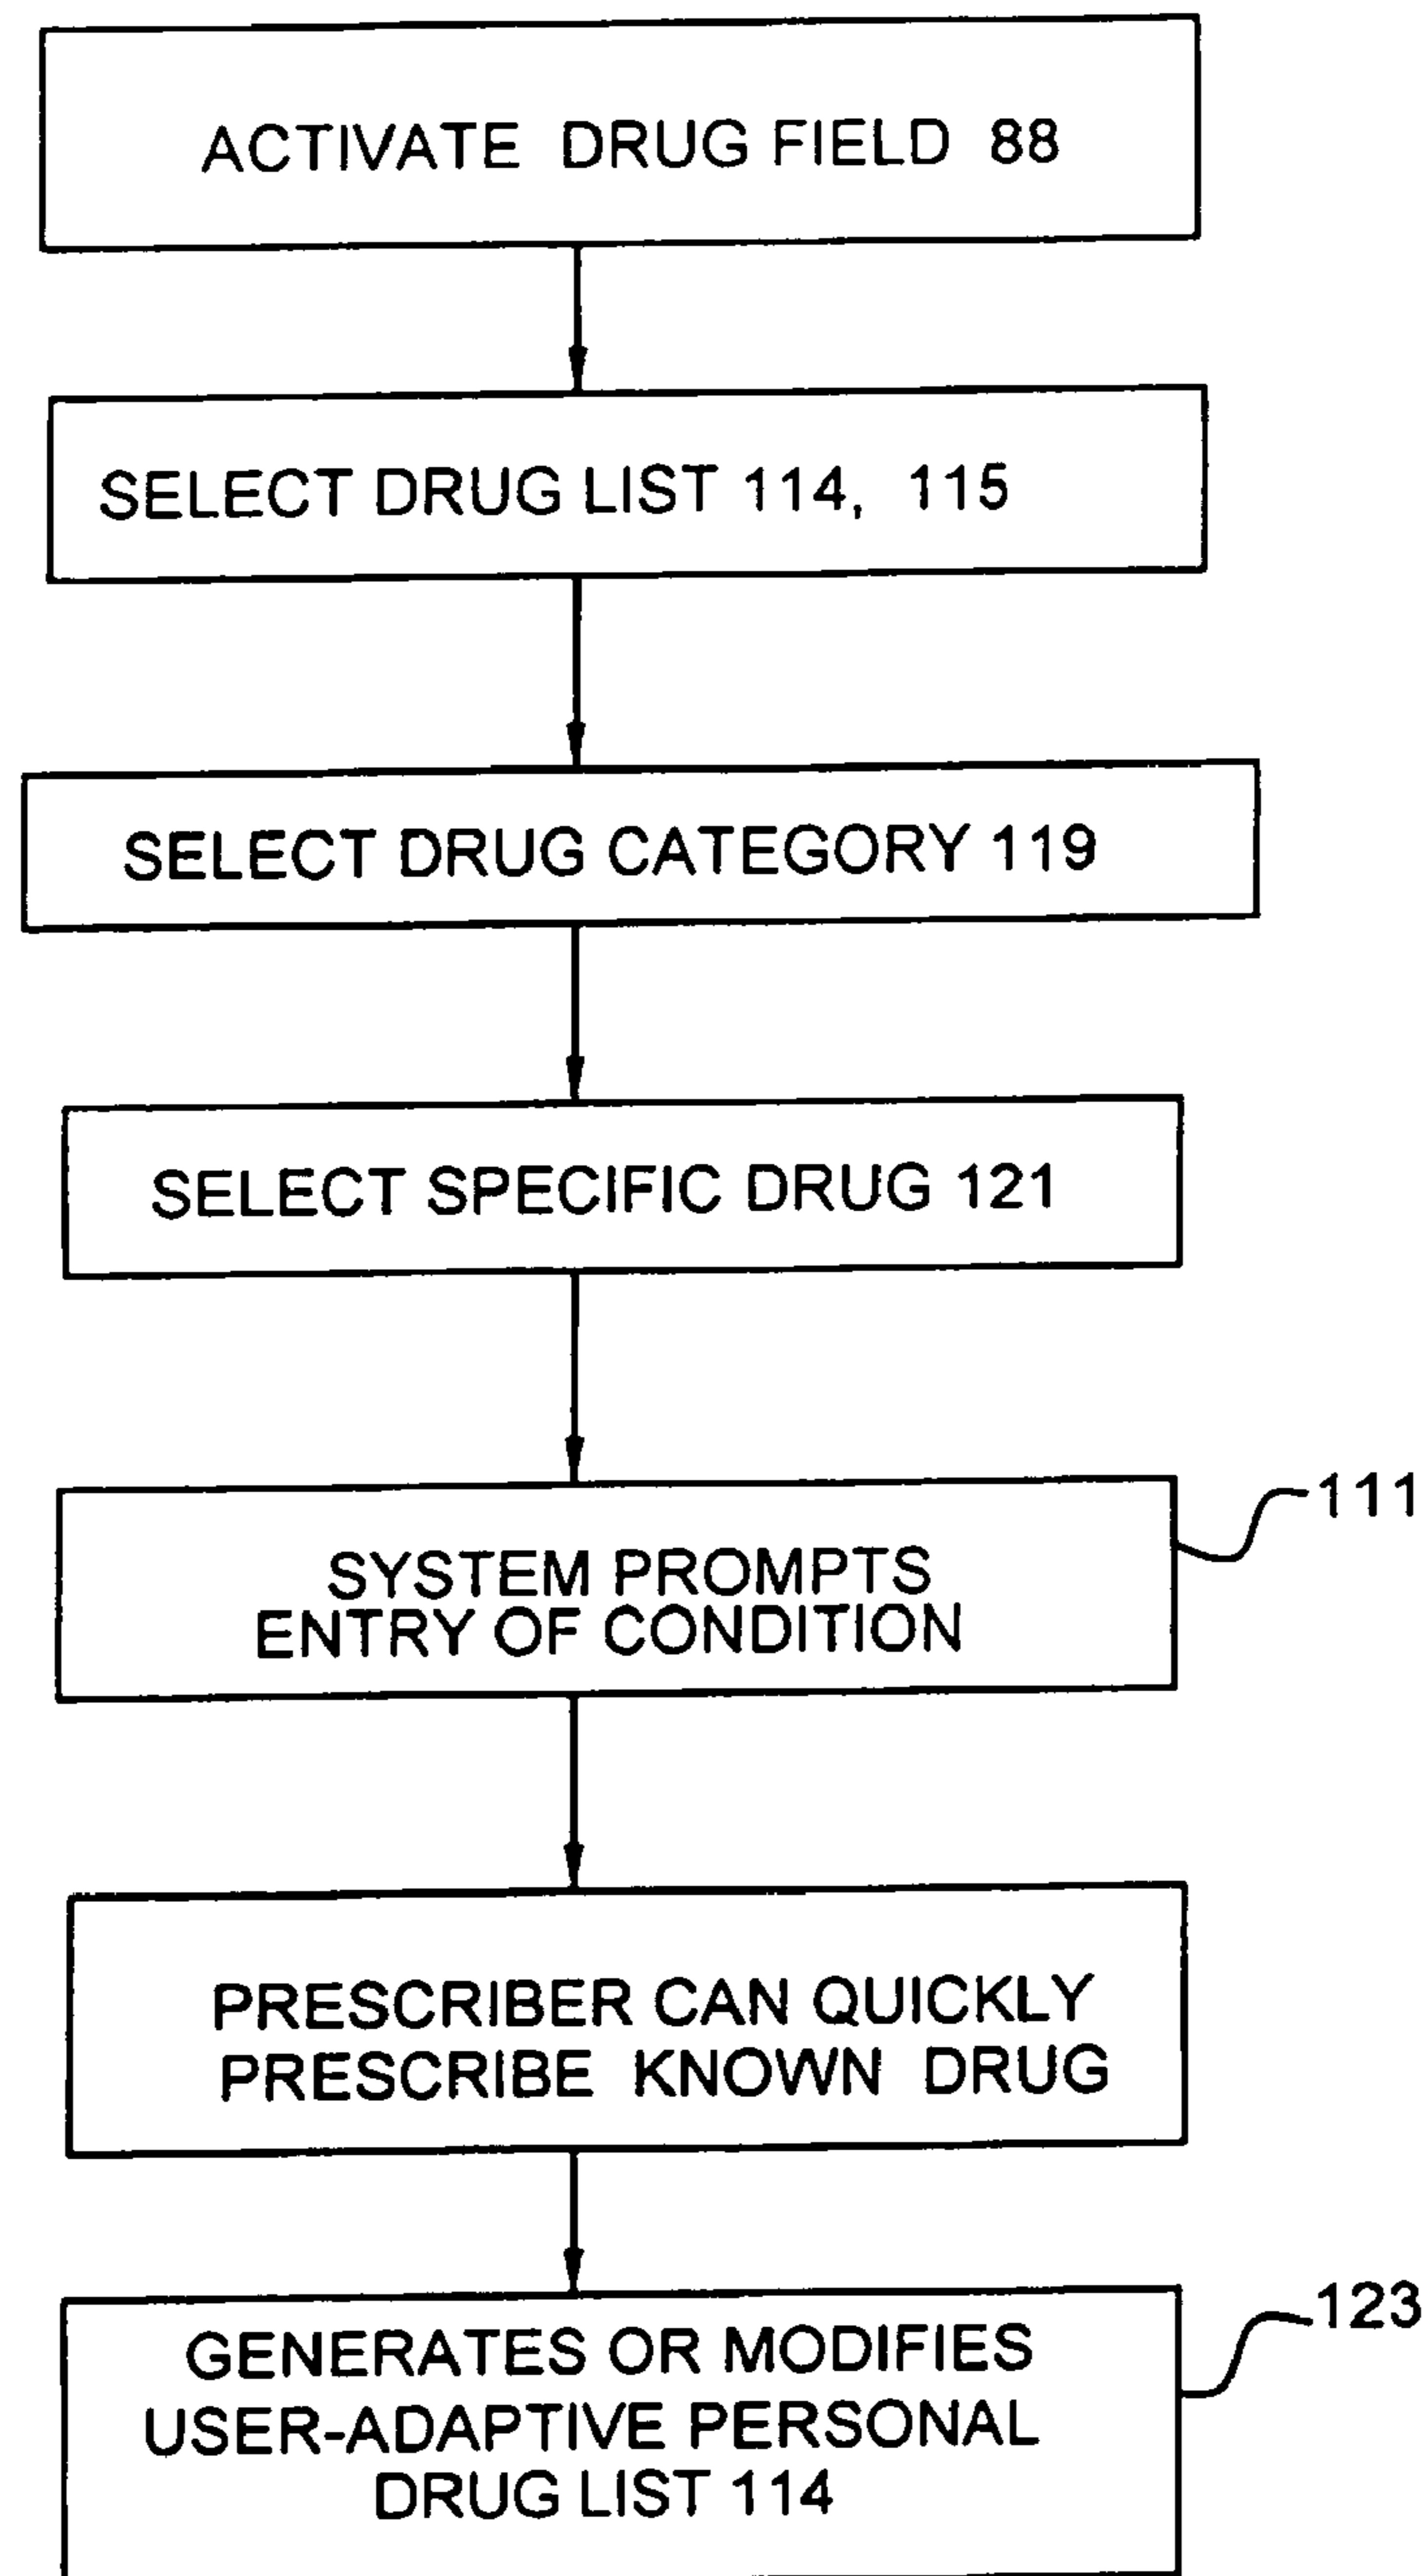 ACTIVATE DRUG FIELD 88
SELECT DRUG LIST 114, 115
SELECT DRUG CATEGORY 119
SELECT SPECIFIC DRUG 121
111
SYSTEM PROMPTS
ENTRY OF CONDITION
PRESCRIBER CAN QUICKLY
PRESCRIBE KNOWN DRUG
123
GENERATES OR MODIFIES
USER-ADAPTIVE PERSONAL
DRUG LIST 114